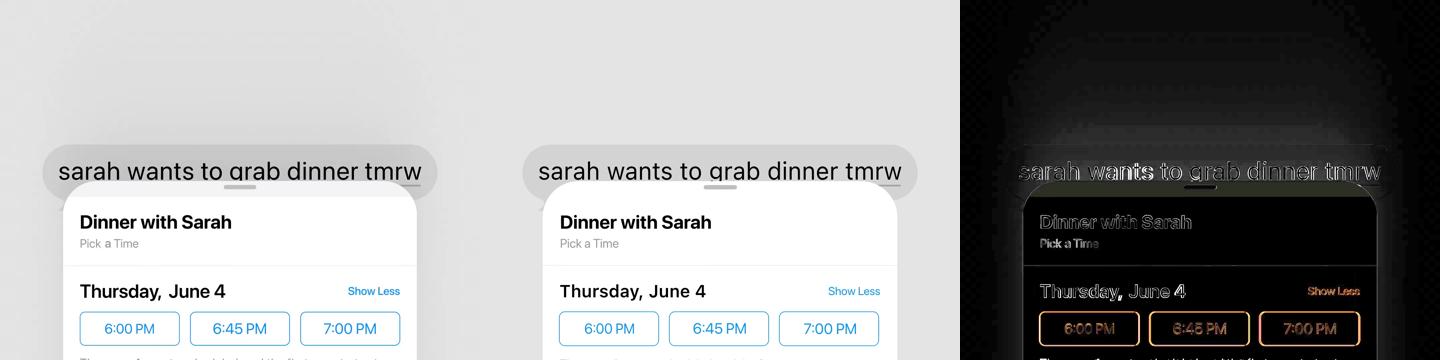 sarah wants to grab dinner tmrw
Dinner with Sarah
Pick a Time
Thursday, June 4
Show Less
6:00 PM
6:45 PM
7:00 PM
sarah wants to grab dinner tmrw
Dinner with Sarah
Pick a Time
Thursday, June 4
Show Less
6:00 PM
6:45 PM
7:00 PM
sarah wants to grab dinner tmrw
Dinner with Sarah
Pick a Time
Thursday, June 4
Show Less
6:00 PM
6:45 PM
7:00 PM